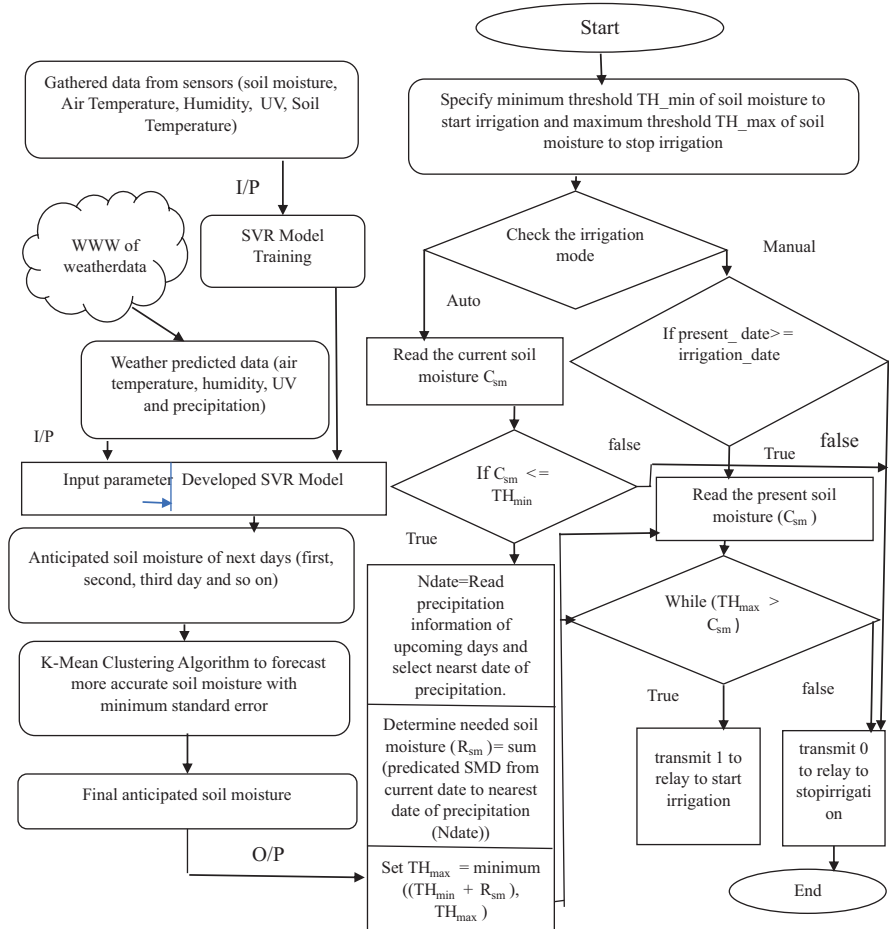 Start
Gathered data from sensors (soil moisture,
Air Temperature, Humidity, UV, Soil
Temperature)
Specify minimum threshold TH_min of soil moisture to
start irrigation and maximum threshold TH_max of soil
moisture to stop irrigation
I/P
WWW of
weatherdata
SVR Model
Training
Check the irrigation
mode
Manual
Auto
Weather predicted data (air
temperature, humidity, UV
and precipitation)
Read the current soil
moisture Csm
If present_ date>=
irrigation_date
I/P
Input parameter
Developed SVR Model
If Csm <=
THmin
false
True
false
True
Read the present soil
moisture (Csm )
Anticipated soil moisture of next days (first,
second, third day and so on)
Ndate=Read
precipitation
information of
upcoming days and
select nearst date of
precipitation.
While (THmax >
Csm )
K-Mean Clustering Algorithm to forecast
more accurate soil moisture with
minimum standard error
True
false
Determine needed soil
moisture (Rsm )= sum
(predicated SMD from
current date to nearest
date of precipitation
(Ndate))
transmit 1 to
relay to start
irrigation
transmit 0
to relay to
stopirrigati
on
Final anticipated soil moisture
O/P
Set THmax = minimum
((THmin + Rsm),
THmax )
End